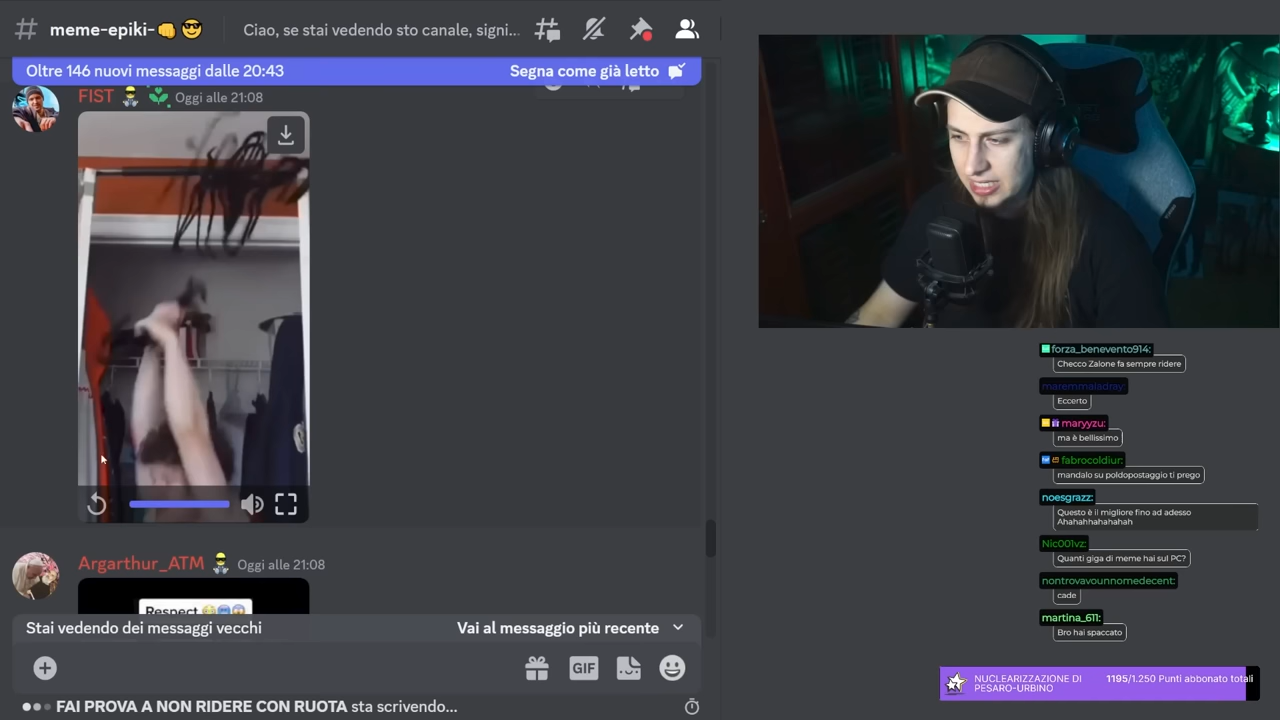 meme-epiki-👊😎
Ciao, se stai vedendo sto canale, signi...
Oltre 146 nuovi messaggi dalle 20:43
Segna come già letto
FIST Oggi alle 21:08
Argarthur_ATM Oggi alle 21:08
Respect
Stai vedendo dei messaggi vecchi
Vai al messaggio più recente
GIF
FAI PROVA A NON RIDERE CON RUOTA sta scrivendo...
forza_benevento914:
Checco Zalone fa sempre ridere
maremmaladray:
Eccerto
maryyzu:
ma è bellissimo
fabrocoldiur:
mandalo su poldopostaggio ti prego
noesgrazz:
Questo è il migliore fino ad adesso
Ahahahhahahahah
Nic001vz:
Quanti giga di meme hai sul PC?
nontrovavounnomedecent:
cade
martina_611:
Bro hai spaccato
NUCLEARIZZAZIONE DI
PESARO-URBINO
1195/1.250 Punti abbonato totali